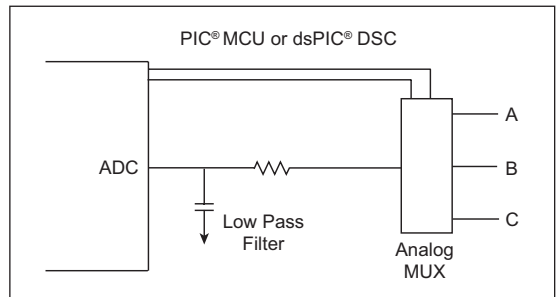 PIC® MCU or dsPIC® DSC
A
ADC
B
C
Low Pass
Filter
Analog
MUX